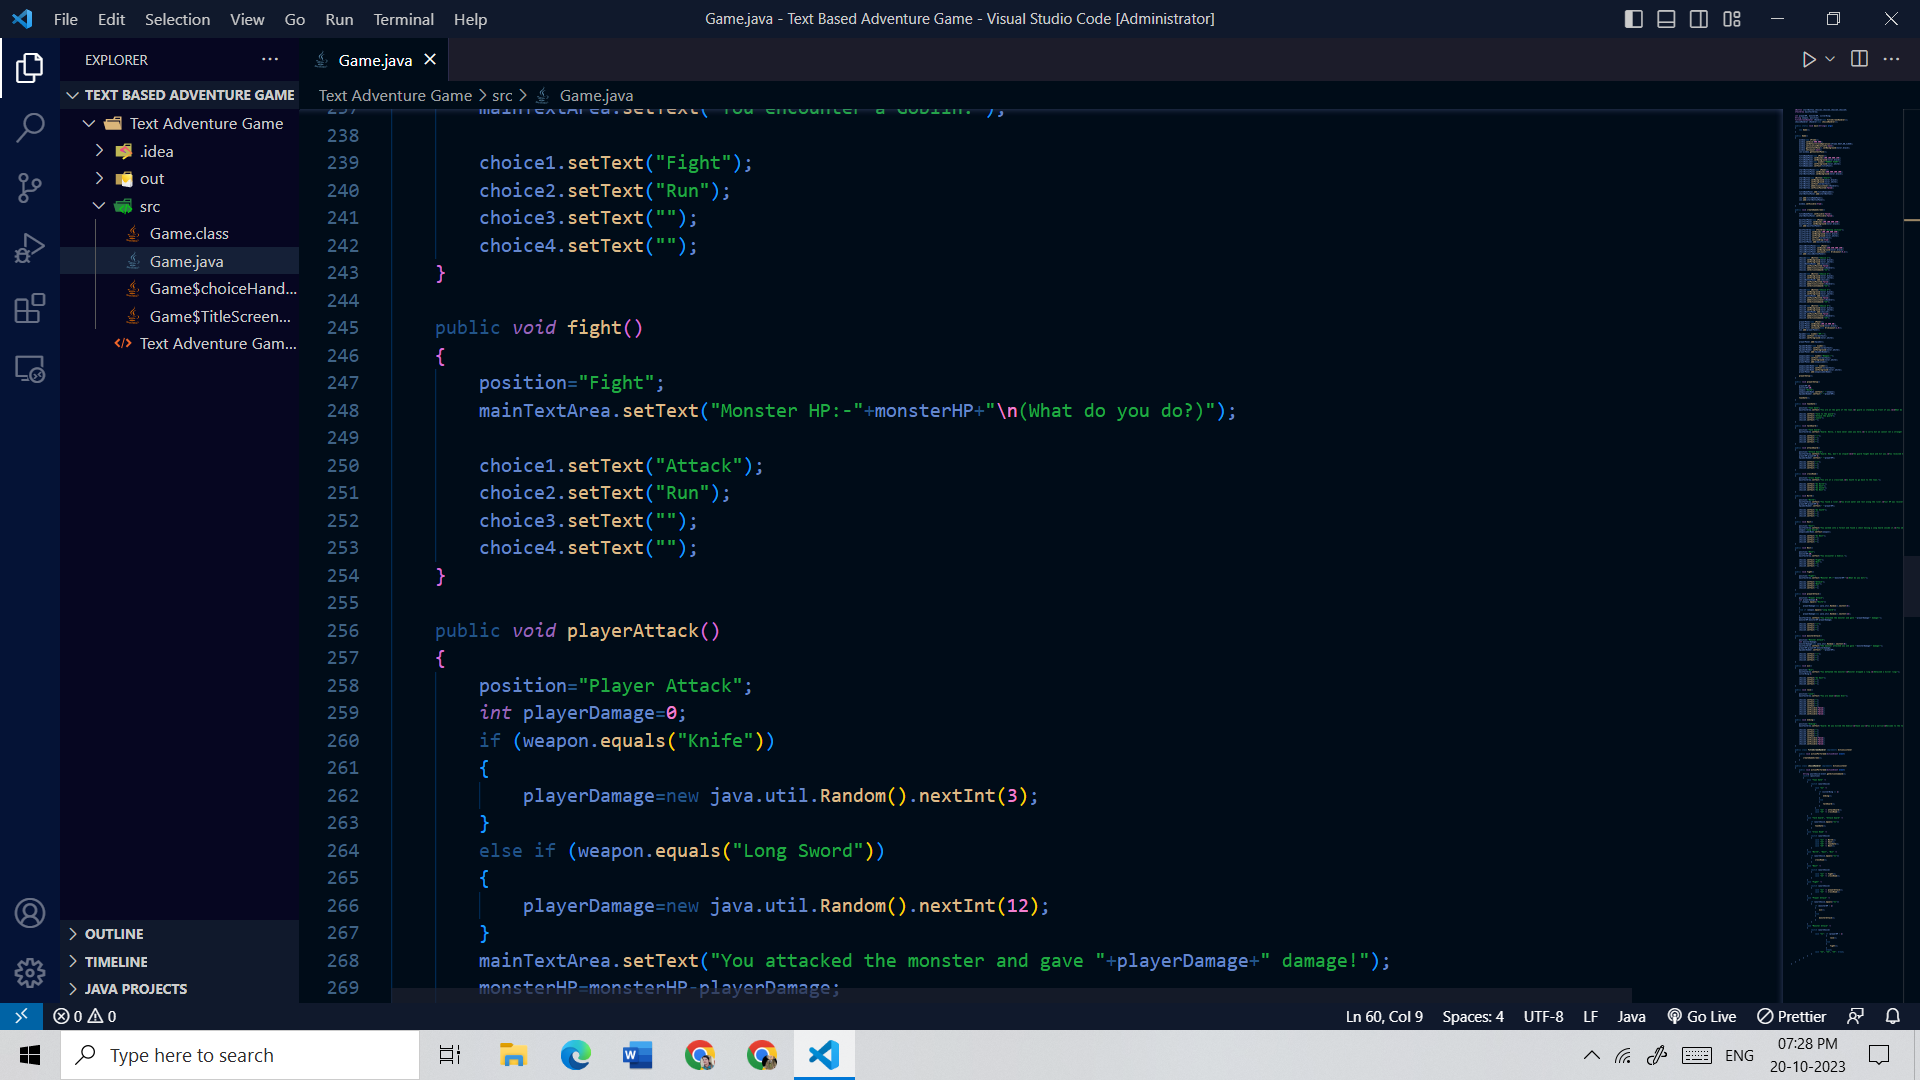 File Edit Selection View Go Run Terminal Help
Game.java - Text Based Adventure Game - Visual Studio Code [Administrator]
EXPLORER
TEXT BASED ADVENTURE GAME
Text Adventure Game
.idea
out
src
Game.class
Game.java
Game$choiceHand...
Game$TitleScreen...
Text Adventure Gam...
OUTLINE
TIMELINE
JAVA PROJECTS
Game.java
Text Adventure Game > src > Game.java
237 mainTextArea.setText("You encounter a Goblin.");
238
239 choice1.setText("Fight");
240 choice2.setText("Run");
241 choice3.setText("");
242 choice4.setText("");
243 }
244
245 public void fight()
246 {
247 position="Fight";
248 mainTextArea.setText("Monster HP:-"+monsterHP+"\n(What do you do?)");
249
250 choice1.setText("Attack");
251 choice2.setText("Run");
252 choice3.setText("");
253 choice4.setText("");
254 }
255
256 public void playerAttack()
257 {
258 position="Player Attack";
259 int playerDamage=0;
260 if (weapon.equals("Knife"))
261 {
262 playerDamage=new java.util.Random().nextInt(3);
263 }
264 else if (weapon.equals("Long Sword"))
265 {
266 playerDamage=new java.util.Random().nextInt(12);
267 }
268 mainTextArea.setText("You attacked the monster and gave "+playerDamage+" damage!");
269 monsterHP=monsterHP-playerDamage;
0 0
Ln 60, Col 9 Spaces: 4 UTF-8 LF Java Go Live Prettier
Type here to search
ENG
07:28 PM
20-10-2023